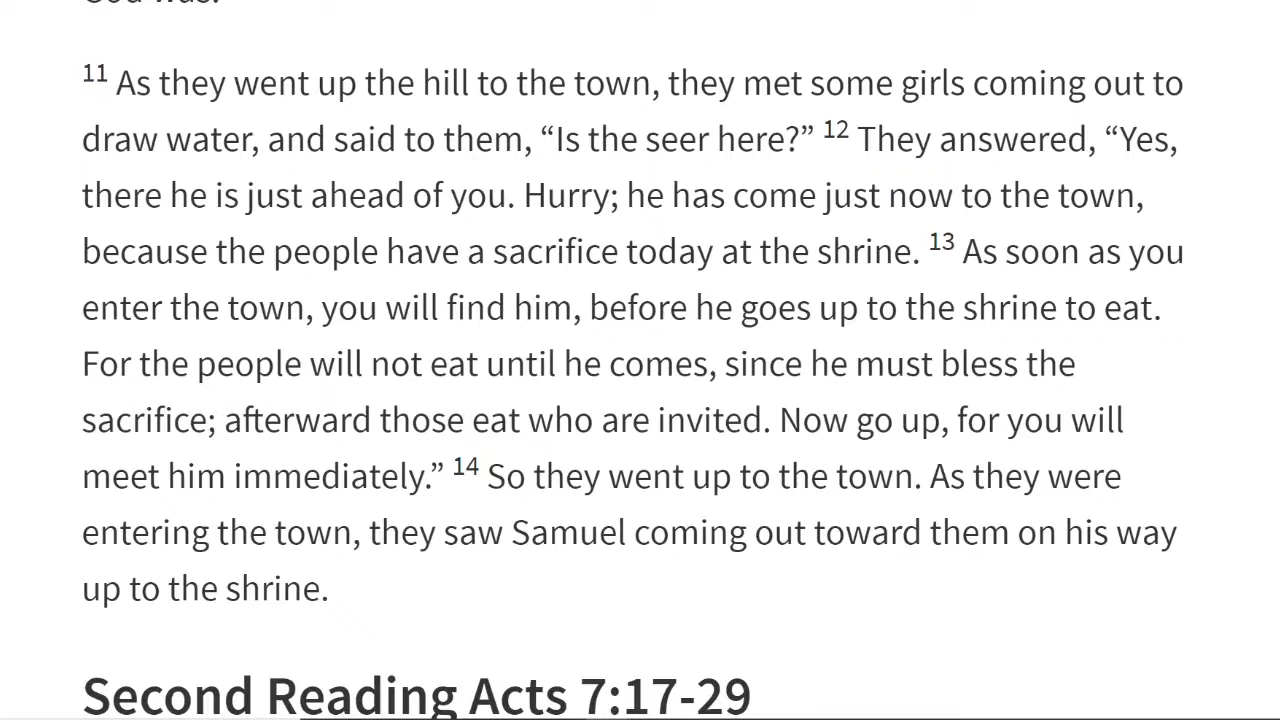 God was.
11 As they went up the hill to the town, they met some girls coming out to
draw water, and said to them, “Is the seer here?” 12 They answered, “Yes,
there he is just ahead of you. Hurry; he has come just now to the town,
because the people have a sacrifice today at the shrine. 13 As soon as you
enter the town, you will find him, before he goes up to the shrine to eat.
For the people will not eat until he comes, since he must bless the
sacrifice; afterward those eat who are invited. Now go up, for you will
meet him immediately.” 14 So they went up to the town. As they were
entering the town, they saw Samuel coming out toward them on his way
up to the shrine.
Second Reading Acts 7:17-29